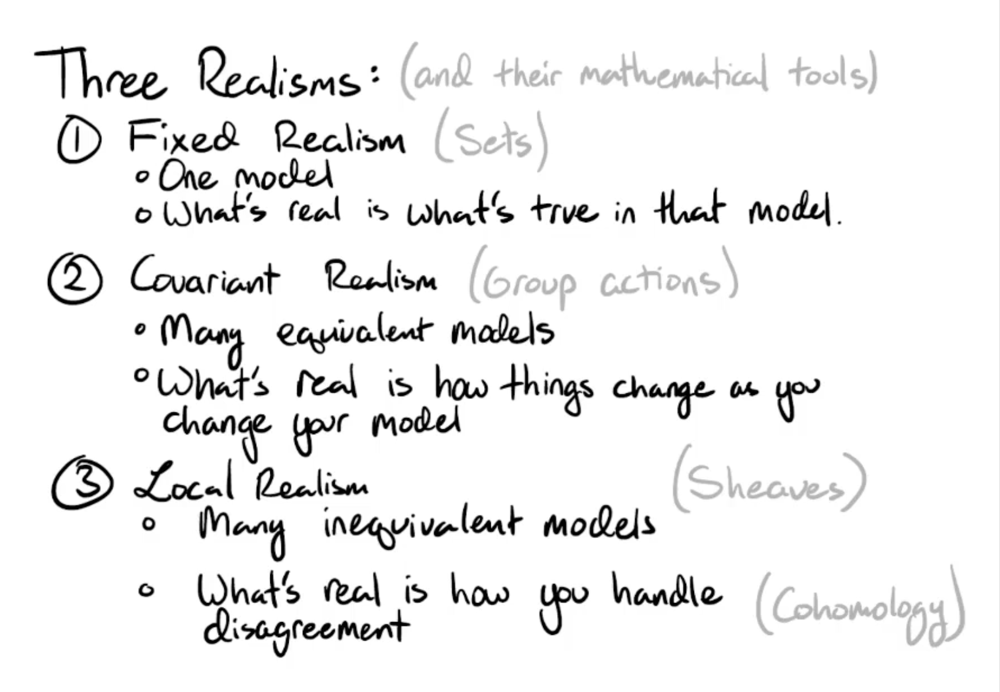 Three Realisms: (and their mathematical tools)
① Fixed Realism (Sets)
◦ One model
◦ What's real is what's true in that model.
② Covariant Realism (Group actions)
◦ Many equivalent models
◦ What's real is how things change as you
change your model
③ Local Realism (Sheaves)
◦ Many inequivalent models
◦ What's real is how you handle (Cohomology)
disagreement